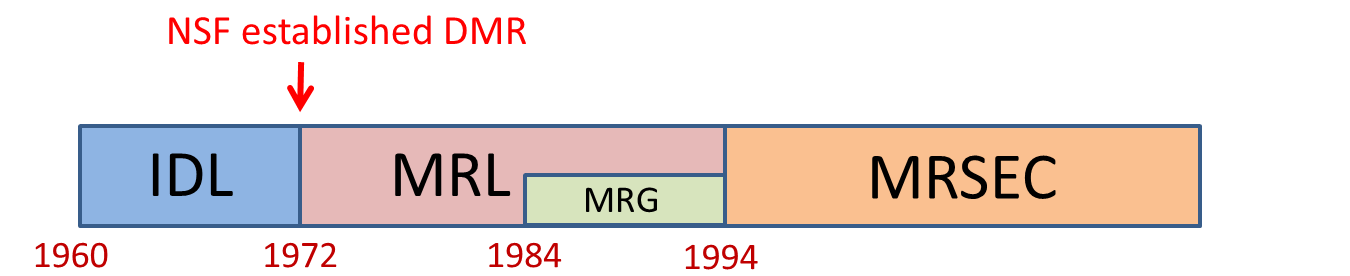 NSF established DMR
IDL
MRL
MRG
MRSEC
1960
1972
1984
1994